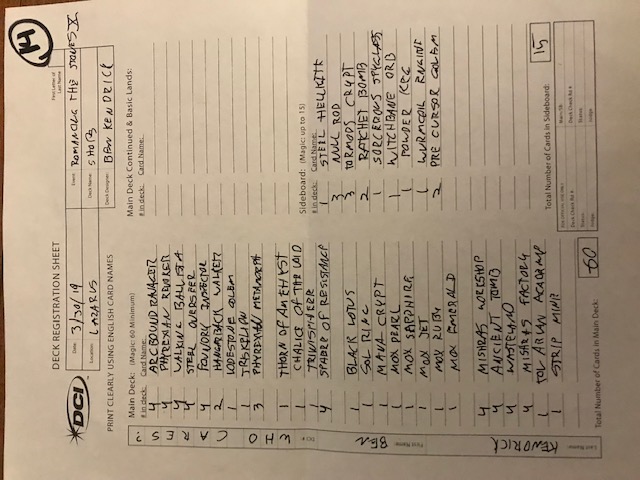 14
DECK REGISTRATION SHEET
First Letter of
Last Name
DCI
Date: 3/30/19
Event: ROMANCING THE STONES X
Location: LAZARUS
Deck Name: SHOPS
Deck Designer: BEN KENDRICK
PRINT CLEARLY USING ENGLISH CARD NAMES
DCI#: WHO CARES?
First Name: BEN
Last Name: KENDRICK
Main Deck: (Magic: 60 Minimum)
# in deck: Card Name:
4 ARCBOUND RAVAGER
4 PHYREXIAN REVOKER
4 WALKING BALLISTA
4 STEEL OVERSEER
4 FOUNDRY INSPECTOR
2 HANGARBACK WALKER
1 LODESTONE GOLEM
1 TRISKELION
3 PHYREXIAN METAMORPH
1 THORN OF AMETHYST
1 CHALICE OF THE VOID
1 TRINISPHERE
4 SPHERE OF RESISTANCE
1 BLACK LOTUS
1 SOL RING
1 MANA CRYPT
1 MOX PEARL
1 MOX SAPPHIRE
1 MOX JET
1 MOX RUBY
1 MOX EMERALD
4 MISHRAS WORKSHOP
4 ANCIENT TOMB
4 WASTELAND
4 MISHRAS FACTORY
1 TOLARIAN ACADEMY
1 STRIP MINE
Total Number of Cards in Main Deck: 60
Main Deck Continued & Basic Lands:
# in deck: Card Name:
Sideboard: (Magic: up to 15)
# in deck: Card Name:
1 STEEL HELLKITE
3 NULL ROD
3 TORMODS CRYPT
2 RATCHET BOMB
1 SORCEROUS SPYGLASS
1 WITCHBANE ORB
1 POWDER KEG
1 WURMCOIL ENGINE
2 PRECURSOR GOLEM
Total Number of Cards in Sideboard: 15
FOR OFFICIAL USE ONLY
Main/SB
Deck Check Rd #
Deck Check Rd #
Status:
Status:
Judge:
Judge: